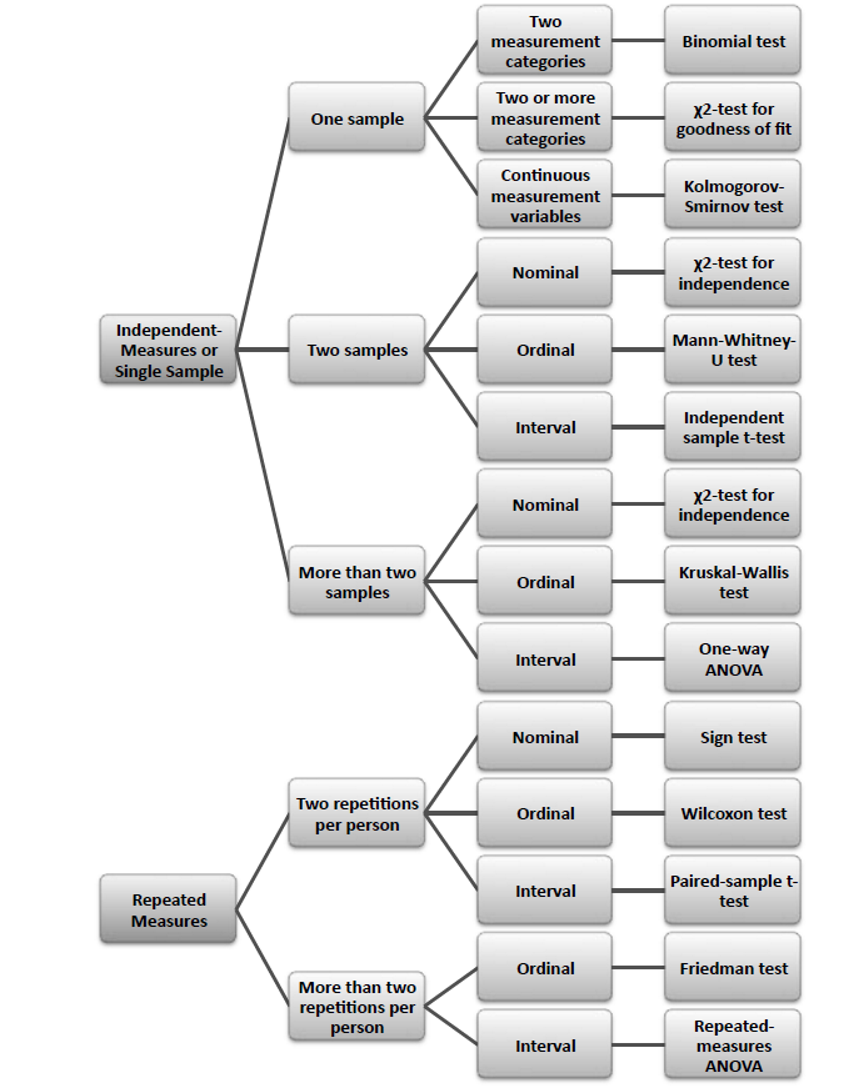 Two
measurement
categories
Binomial test
One sample
Two or more
measurement
categories
χ2-test for
goodness of fit
Continuous
measurement
variables
Kolmogorov-
Smirnov test
Independent-
Measures or
Single Sample
Two samples
Nominal
χ2-test for
independence
Ordinal
Mann-Whitney-
U test
Interval
Independent
sample t-test
More than two
samples
Nominal
χ2-test for
independence
Ordinal
Kruskal-Wallis
test
Interval
One-way
ANOVA
Repeated
Measures
Two repetitions
per person
Nominal
Sign test
Ordinal
Wilcoxon test
Interval
Paired-sample t-
test
More than two
repetitions per
person
Ordinal
Friedman test
Interval
Repeated-
measures
ANOVA